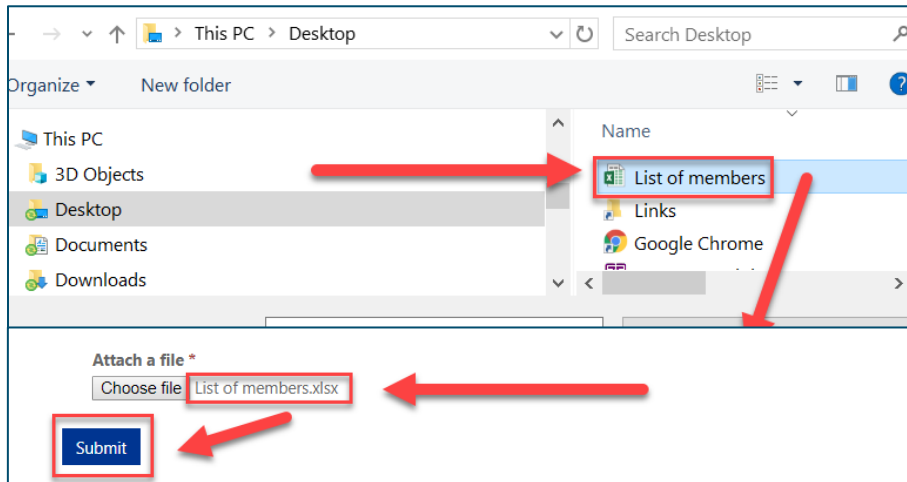 This PC > Desktop
Search Desktop
Organize
New folder
This PC
Name
3D Objects
List of members
Desktop
Links
Documents
Google Chrome
Downloads
Attach a file *
Choose file List of members.xlsx
Submit